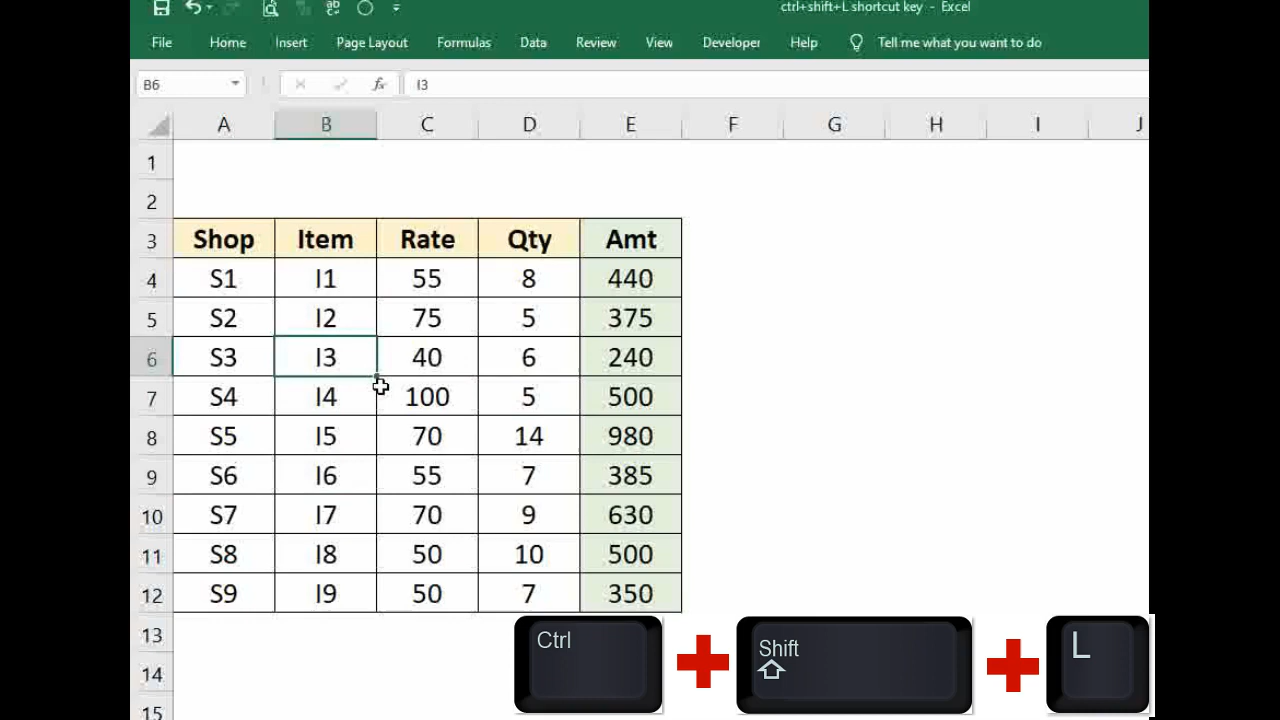 ctrl+shift+L shortcut key - Excel
File Home Insert Page Layout Formulas Data Review View Developer Help Tell me what you want to do
B6 fx I3
A B C D E F G H I J
1
2
3 Shop Item Rate Qty Amt
4 S1 I1 55 8 440
5 S2 I2 75 5 375
6 S3 I3 40 6 240
7 S4 I4 100 5 500
8 S5 I5 70 14 980
9 S6 I6 55 7 385
10 S7 I7 70 9 630
11 S8 I8 50 10 500
12 S9 I9 50 7 350
13
14
15
Ctrl + Shift + L